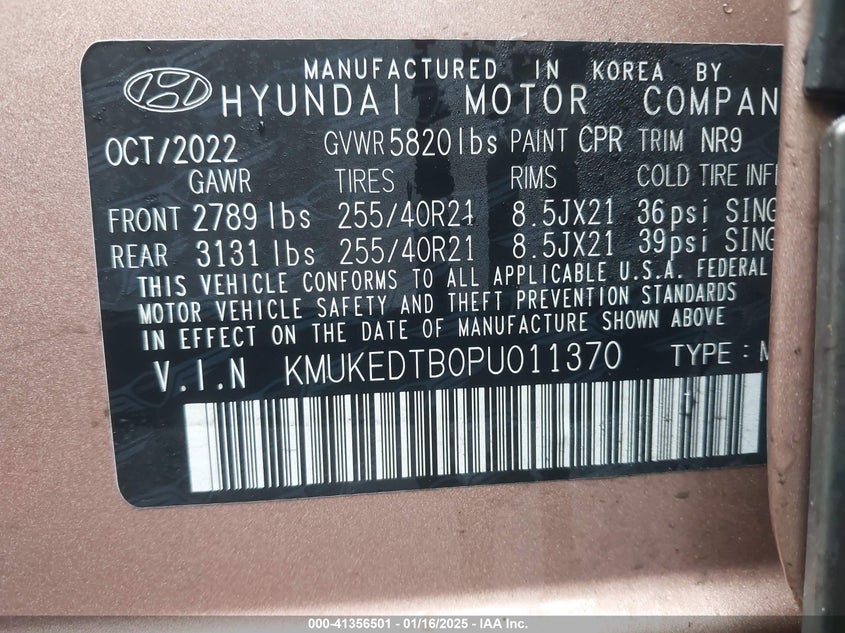 MANUFACTURED IN KOREA BY
HYUNDAI MOTOR COMPAN
OCT/2022 GVWR 5820lbs PAINT CPR TRIM NR9
GAWR TIRES RIMS COLD TIRE INF
FRONT 2789 lbs 255/40R21 8.5JX21 36psi SING
REAR 3131 lbs 255/40R21 8.5JX21 39psi SING
THIS VEHICLE CONFORMS TO ALL APPLICABLE U.S.A. FEDERAL
MOTOR VEHICLE SAFETY AND THEFT PREVENTION STANDARDS
IN EFFECT ON THE DATE OF MANUFACTURE SHOWN ABOVE
V.I.N KMUKEDTB0PU011370 TYPE : M
000-41356501 - 01/16/2025 - IAA Inc.